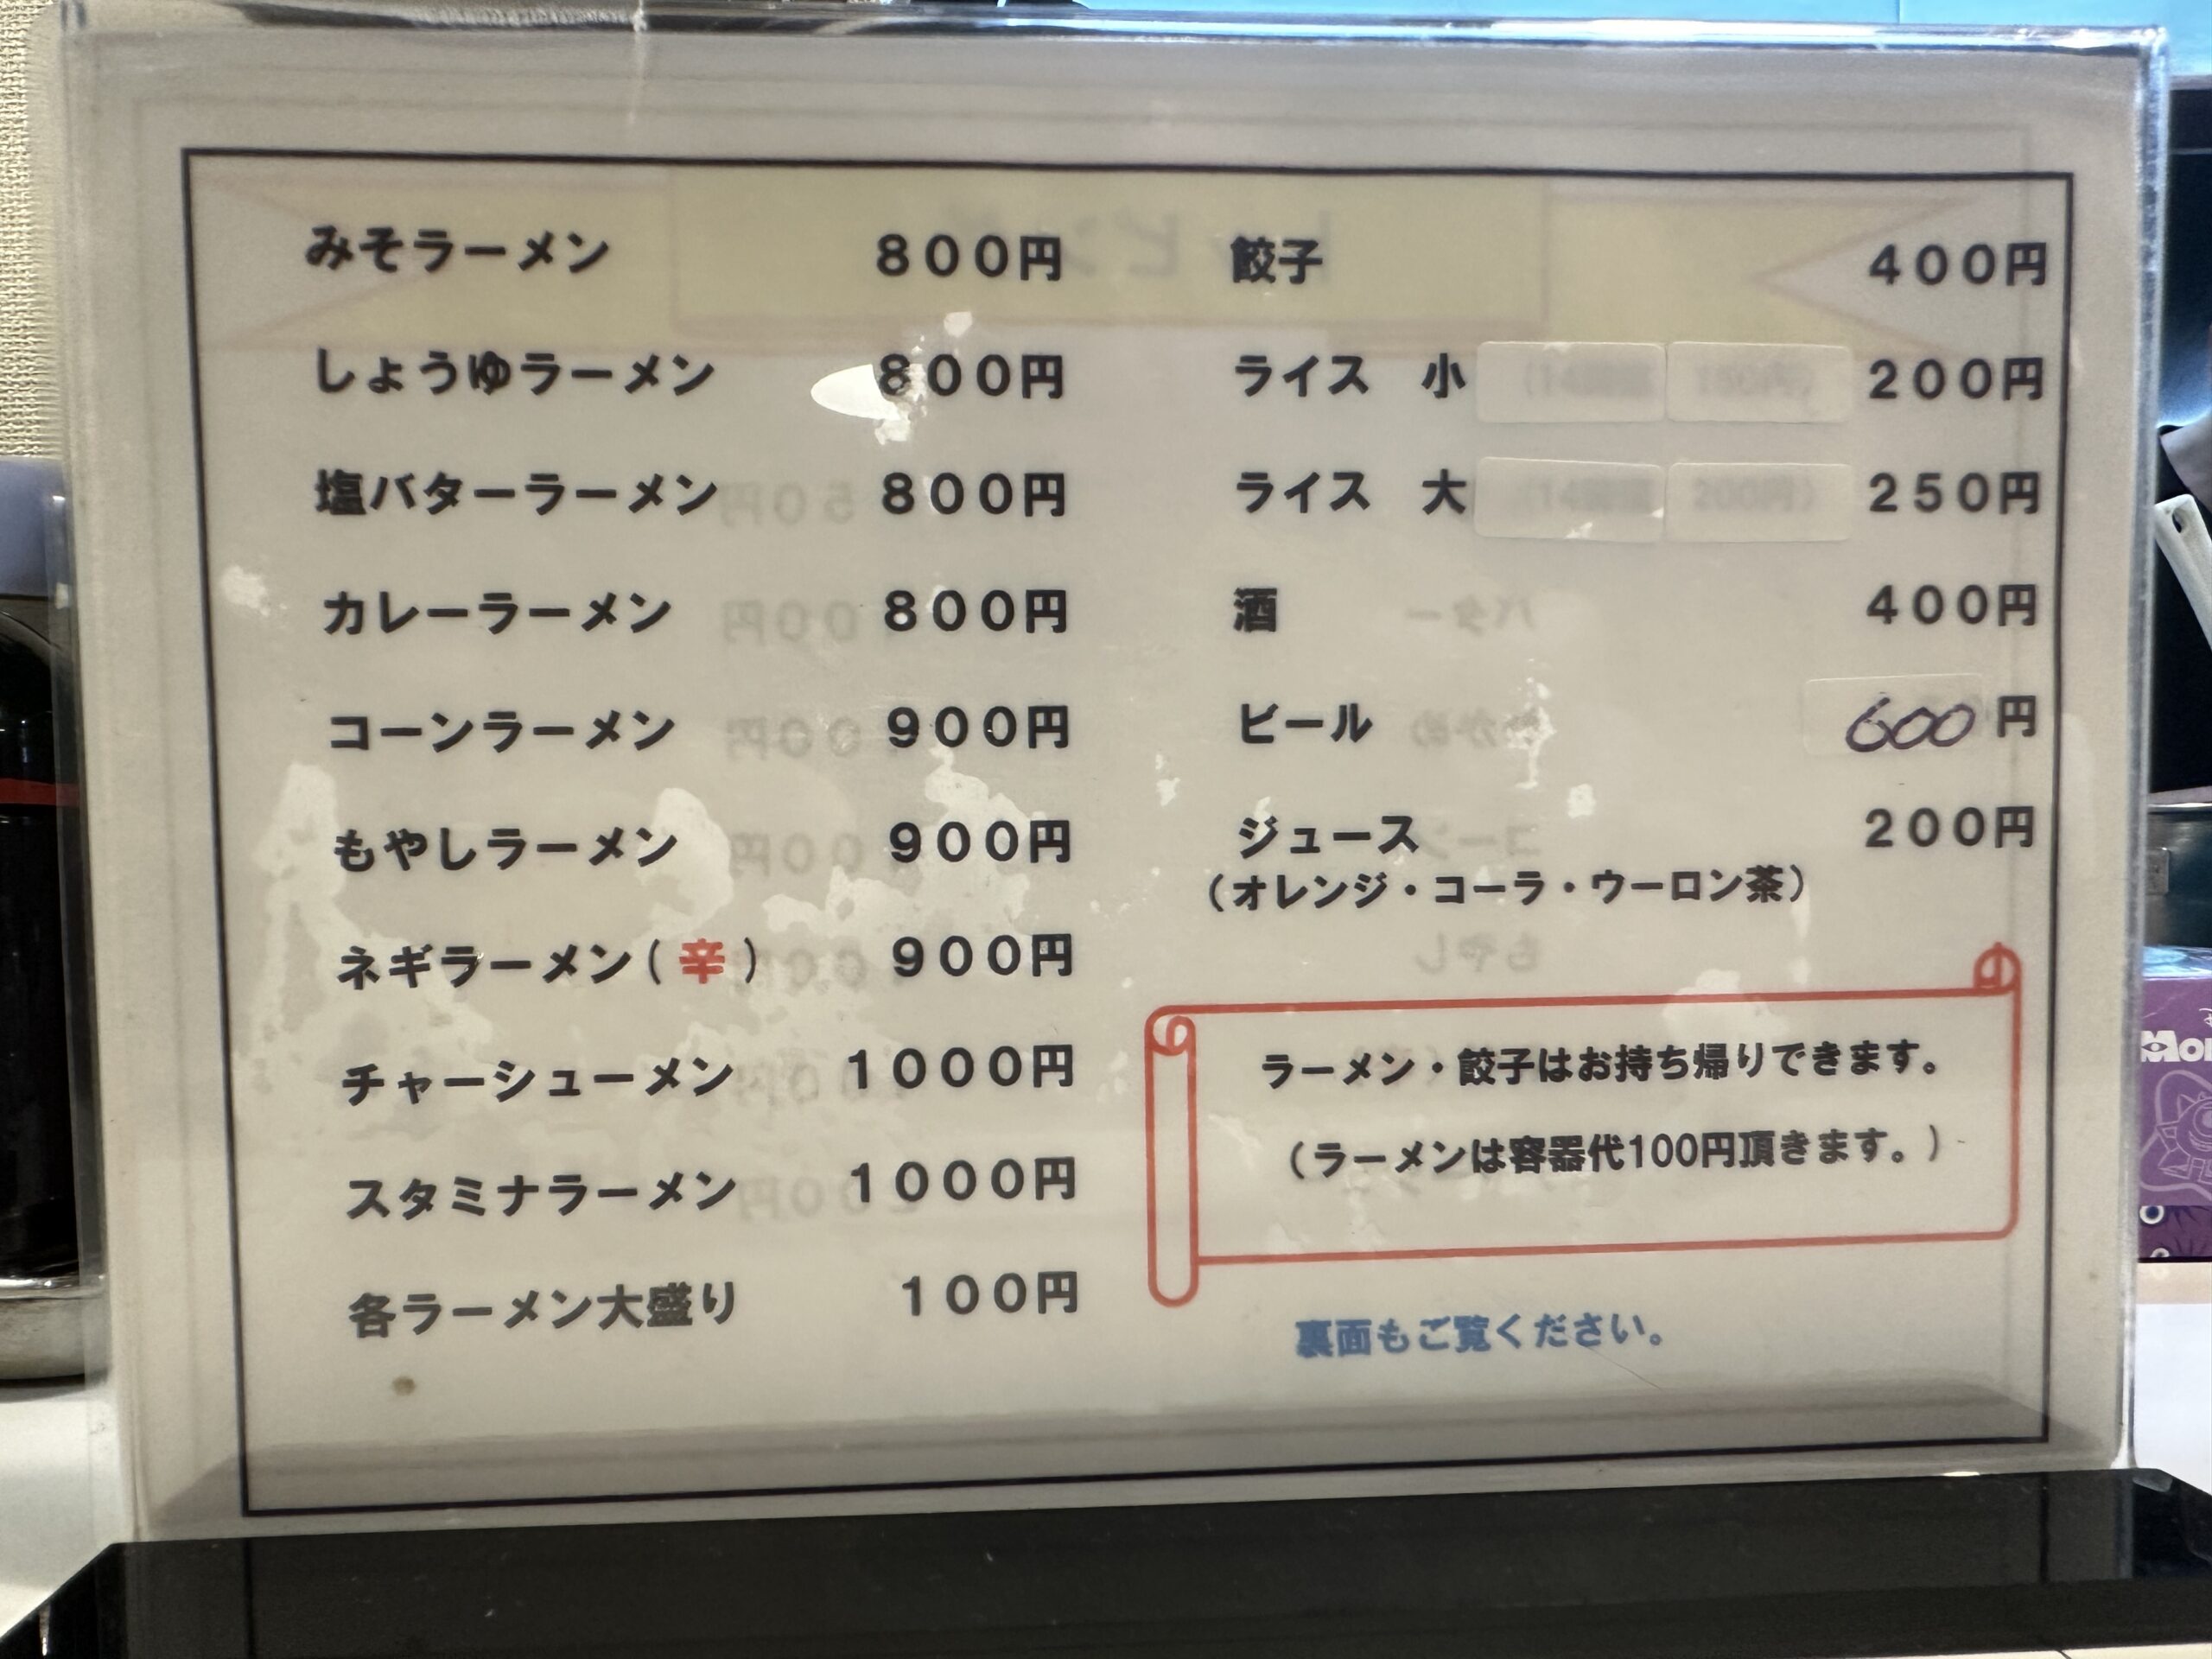 みそラーメン 800円
しょうゆラーメン 800円
塩バターラーメン 800円
カレーラーメン 800円
コーンラーメン 900円
もやしラーメン 900円
ネギラーメン(辛) 900円
チャーシューメン 1000円
スタミナラーメン 1000円
各ラーメン大盛り 100円
餃子 400円
ライス 小 200円
ライス 大 250円
酒 400円
ビール 600円
ジュース 200円
(オレンジ・コーラ・ウーロン茶)
ラーメン・餃子はお持ち帰りできます。
(ラーメンは容器代100円頂きます。)
裏面もご覧ください。